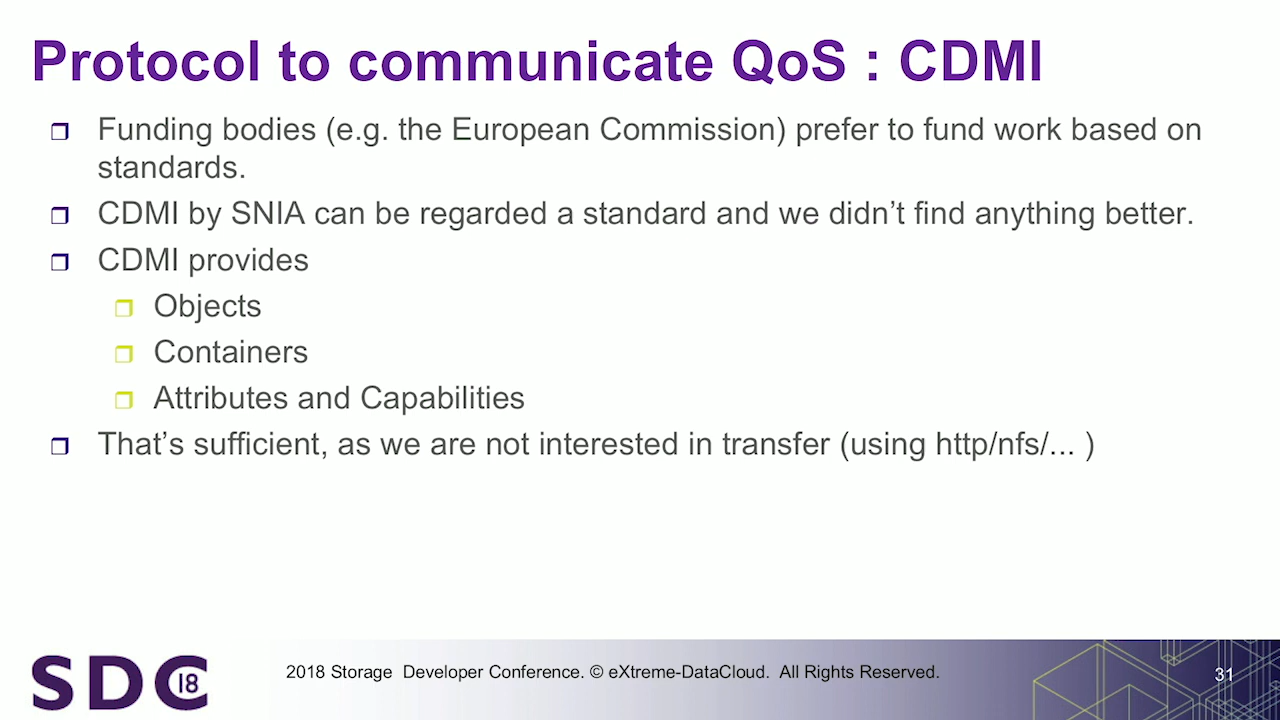 Protocol to communicate QoS : CDMI
Funding bodies (e.g. the European Commission) prefer to fund work based on
standards.
CDMI by SNIA can be regarded a standard and we didn’t find anything better.
CDMI provides
Objects
Containers
Attributes and Capabilities
That’s sufficient, as we are not interested in transfer (using http/nfs/... )
SDC 18
2018 Storage Developer Conference. © eXtreme-DataCloud. All Rights Reserved.
31